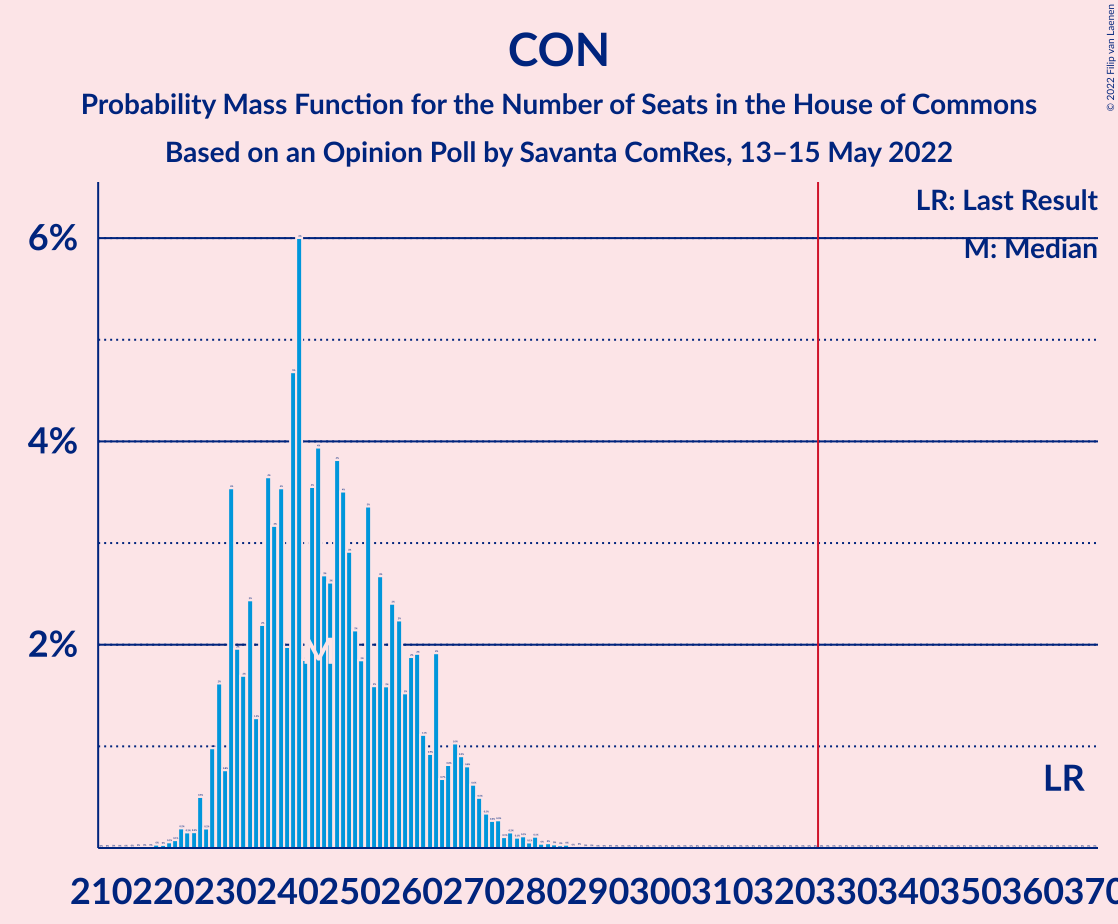 CON
Probability Mass Function for the Number of Seats in the House of Commons
Based on an Opinion Poll by Savanta ComRes, 13–15 May 2022
© 2022 Filip van Laenen
LR: Last Result
M: Median
6%
4%
2%
M
LR
210220230240250260270280290300310320330340350360370